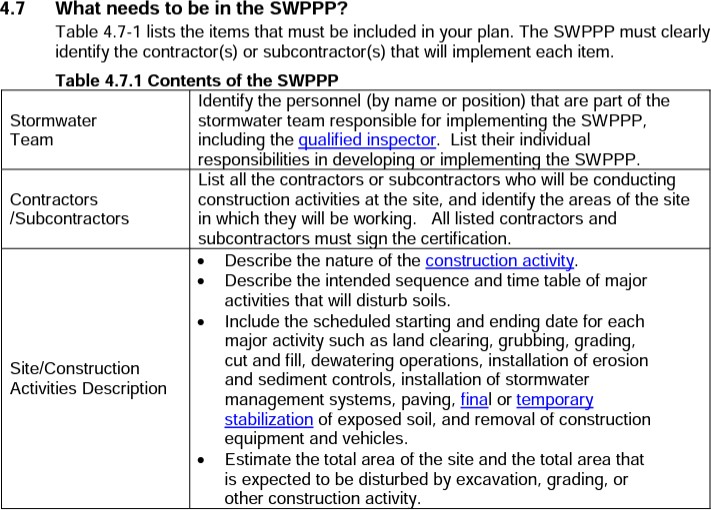 4.7 What needs to be in the SWPPP?
Table 4.7-1 lists the items that must be included in your plan. The SWPPP must clearly
identify the contractor(s) or subcontractor(s) that will implement each item.
Table 4.7.1 Contents of the SWPPP
Stormwater
Team
Identify the personnel (by name or position) that are part of the
stormwater team responsible for implementing the SWPPP,
including the qualified inspector. List their individual
responsibilities in developing or implementing the SWPPP.
Contractors
/Subcontractors
List all the contractors or subcontractors who will be conducting
construction activities at the site, and identify the areas of the site
in which they will be working. All listed contractors and
subcontractors must sign the certification.
Site/Construction
Activities Description
• Describe the nature of the construction activity.
• Describe the intended sequence and time table of major
activities that will disturb soils.
• Include the scheduled starting and ending date for each
major activity such as land clearing, grubbing, grading,
cut and fill, dewatering operations, installation of erosion
and sediment controls, installation of stormwater
management systems, paving, final or temporary
stabilization of exposed soil, and removal of construction
equipment and vehicles.
• Estimate the total area of the site and the total area that
is expected to be disturbed by excavation, grading, or
other construction activity.